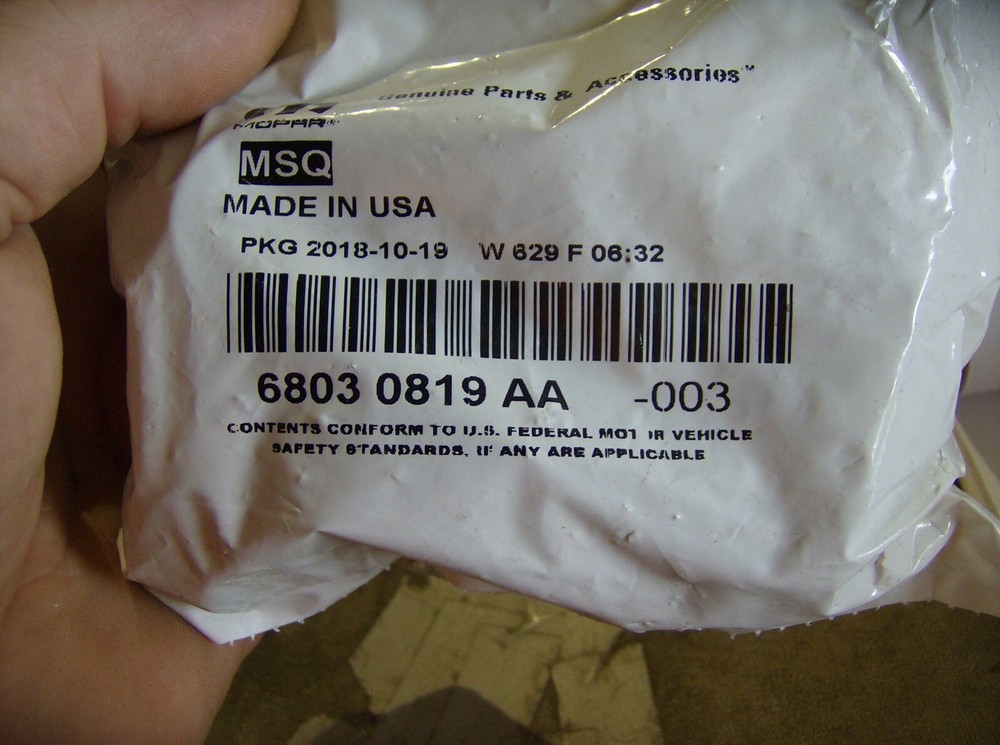 Genuine Parts & Accessories™
MOPAR®
MSQ
MADE IN USA
PKG 2018-10-19 W 629 F 06:32
6803 0819 AA -003
CONTENTS CONFORM TO U.S. FEDERAL MOTOR VEHICLE
SAFETY STANDARDS, IF ANY ARE APPLICABLE